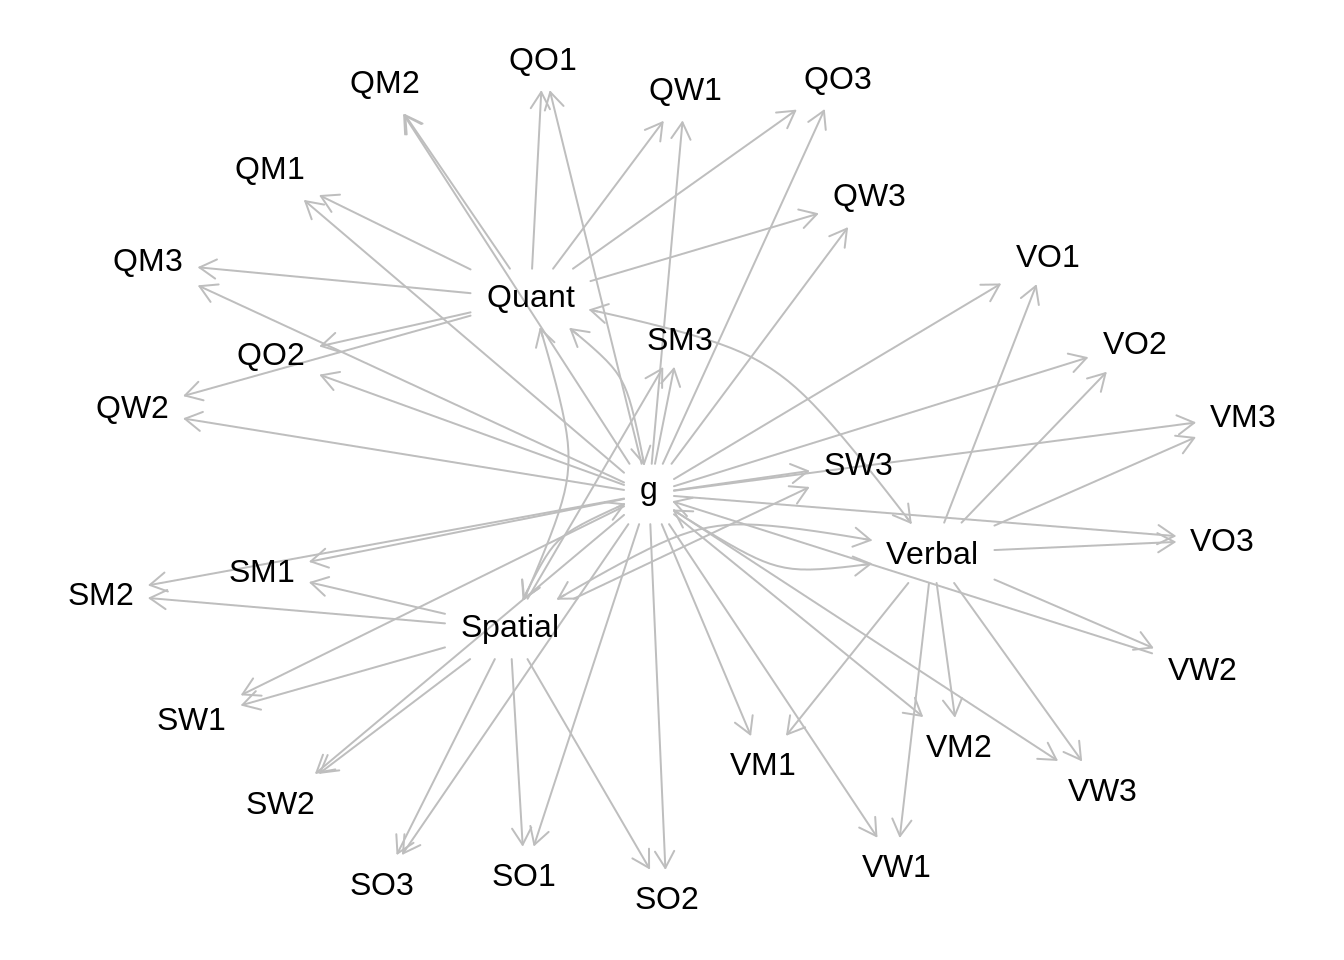 QO1
QM2
QW1
QO3
QM1
QW3
VO1
QM3
Quant
SM3
VO2
QO2
QW2
VM3
SW3
g
VO3
Verbal
SM1
SM2
Spatial
VW2
SW1
VM2
VM1
VW3
SW2
VW1
SO1
SO3
SO2